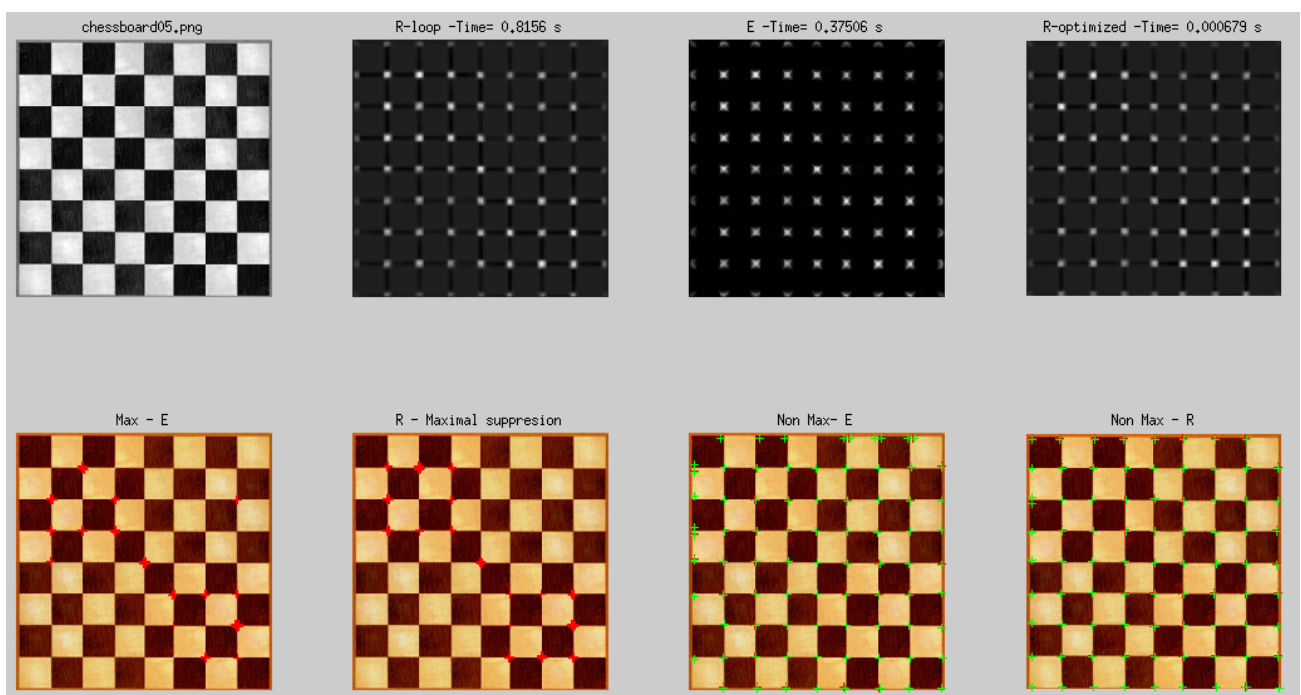 chessboard05.png
R-loop -Time= 0.8156 s
E -Time= 0.37506 s
R-optimized -Time= 0.000679 s
Max - E
R - Maximal suppresion
Non Max- E
Non Max - R